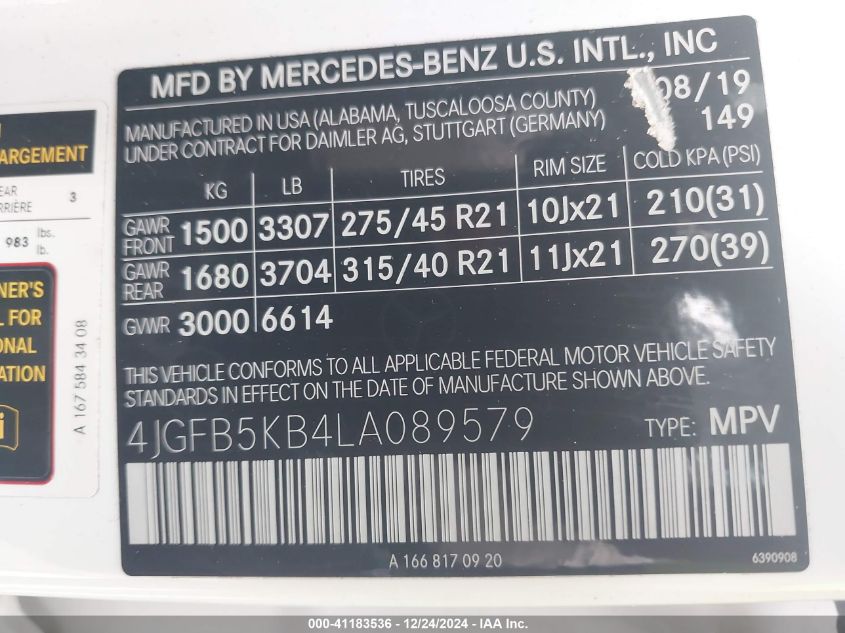 MFD BY MERCEDES-BENZ U.S. INTL., INC
MANUFACTURED IN USA (ALABAMA, TUSCALOOSA COUNTY) 08/19
UNDER CONTRACT FOR DAIMLER AG, STUTTGART (GERMANY) 149
KG LB TIRES RIM SIZE COLD KPA (PSI)
GAWR FRONT 1500 3307 275/45 R21 10Jx21 210(31)
GAWR REAR 1680 3704 315/40 R21 11Jx21 270(39)
GVWR 3000 6614
THIS VEHICLE CONFORMS TO ALL APPLICABLE FEDERAL MOTOR VEHICLE SAFETY
STANDARDS IN EFFECT ON THE DATE OF MANUFACTURE SHOWN ABOVE.
4JGFB5KB4LA089579 TYPE: MPV
A 166 817 09 20 6390908
ARGEMENT
3
983 lbs.
lb.
NER'S
L FOR
ONAL
ATION
i
A 167 584 34 08
000-41183536 - 12/24/2024 - IAA Inc.